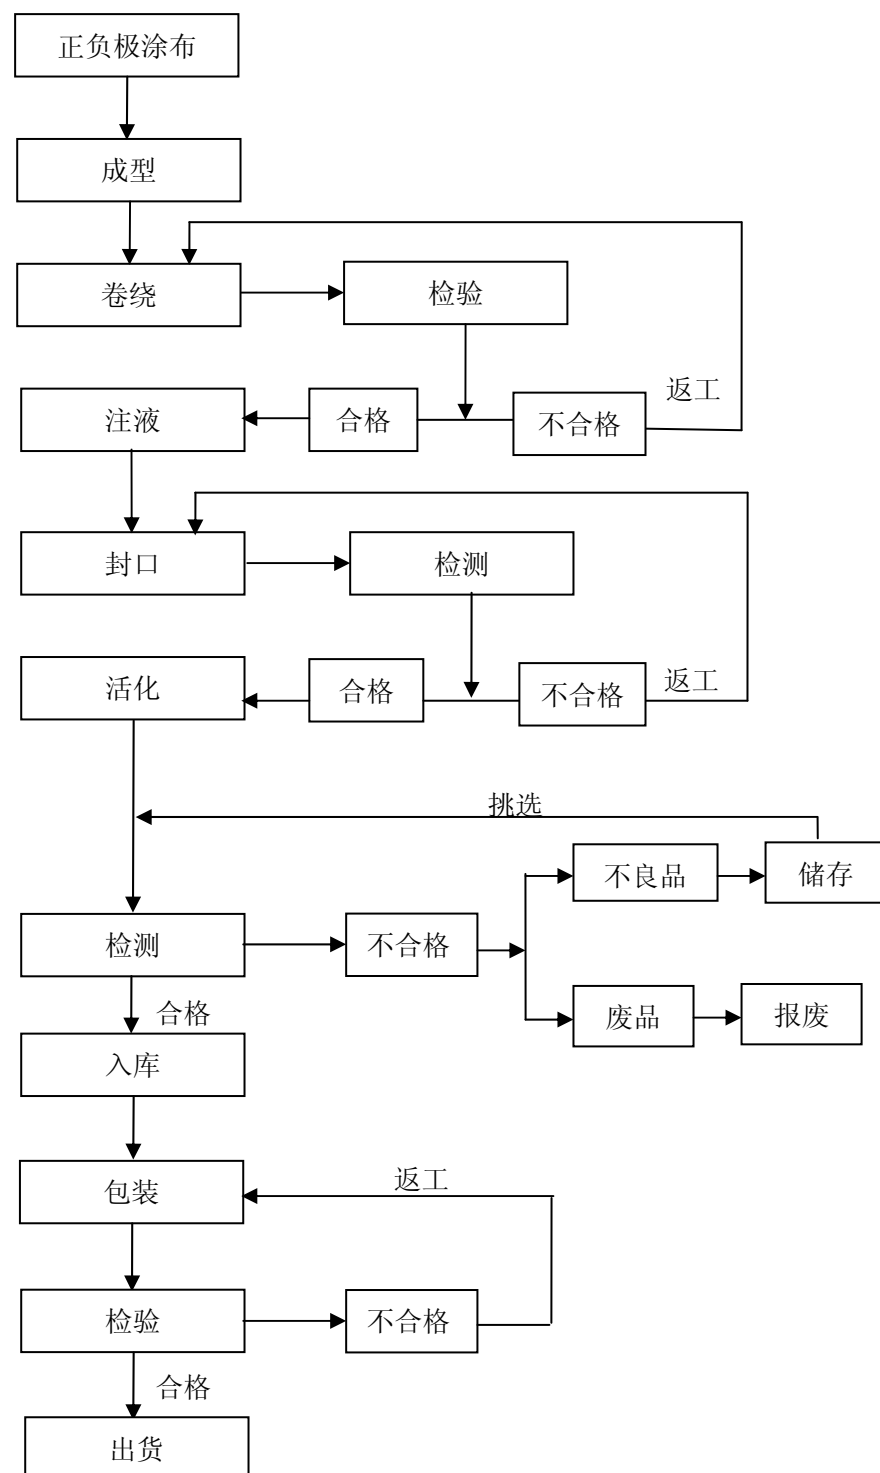 正负极涂布
成型
卷绕
检验
返工
注液
合格
不合格
封口
检测
活化
合格
不合格
返工
挑选
不良品
储存
检测
不合格
合格
废品
报废
入库
包装
返工
检验
不合格
合格
出货